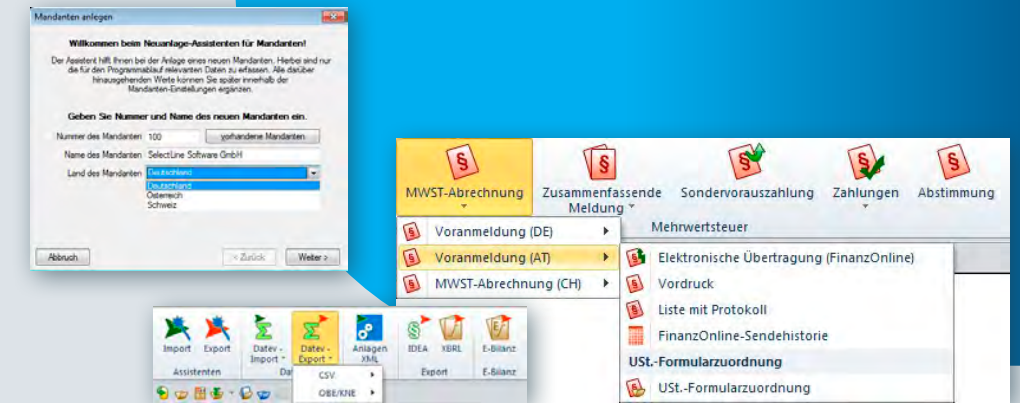 Mandanten anlegen
Willkommen beim Neuanlage-Assistenten für Mandanten!
Der Assistent hilft Ihnen bei der Anlage eines neuen Mandanten. Hierbei sind nur
die für den Programmablauf relevanten Daten zu erfassen. Alle darüber
hinausgehenden Werte können Sie später innerhalb der
Mandanten-Einstellungen ergänzen.
Geben Sie Nummer und Name des neuen Mandanten ein.
Nummer des Mandanten 100 vorhandene Mandanten
Name des Mandanten SelectLine Software GmbH
Land des Mandanten Deutschland
Deutschland
Österreich
Schweiz
Abbruch < Zurück Weiter >
MWST-Abrechnung
Zusammenfassende
Meldung
Sondervorauszahlung
Zahlungen
Abstimmung
Mehrwertsteuer
Voranmeldung (DE)
Voranmeldung (AT)
MWST-Abrechnung (CH)
Elektronische Übertragung (FinanzOnline)
Vordruck
Liste mit Protokoll
FinanzOnline-Sendehistorie
USt.-Formularzuordnung
USt.-Formularzuordnung
Import
Export
Datev-
Import
Datev-
Export
Anlagen
XML
IDEA
XBRL
E-Bilanz
Assistenten
Da
Export
E-Bilanz
CSV
OBE/KNE